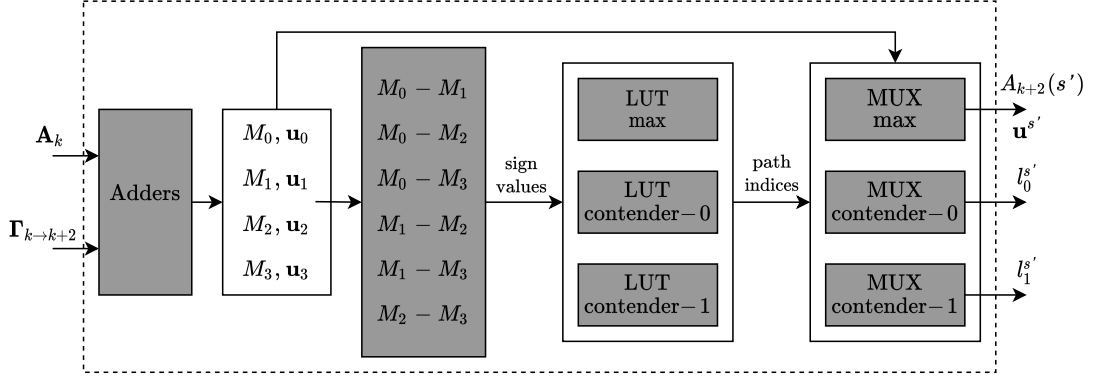 A_k
Γ_{k→k+2}
Adders
M_0, u_0
M_1, u_1
M_2, u_2
M_3, u_3
M_0 − M_1
M_0 − M_2
M_0 − M_3
M_1 − M_2
M_1 − M_3
M_2 − M_3
sign
values
LUT
max
LUT
contender−0
LUT
contender−1
path
indices
MUX
max
MUX
contender−0
MUX
contender−1
A_{k+2}(s')
u^{s'}
l_0^{s'}
l_1^{s'}